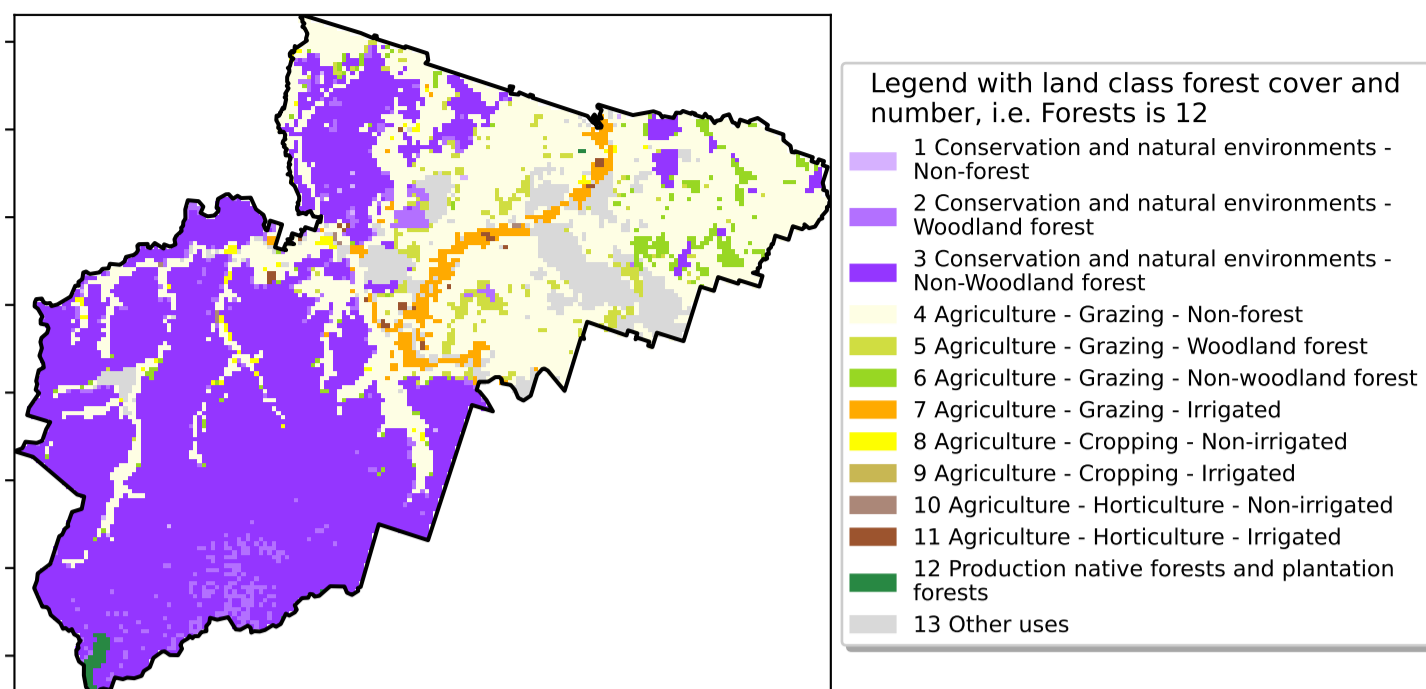 Legend with land class forest cover and
number, i.e. Forests is 12
1 Conservation and natural environments -
Non-forest
2 Conservation and natural environments -
Woodland forest
3 Conservation and natural environments -
Non-Woodland forest
4 Agriculture - Grazing - Non-forest
5 Agriculture - Grazing - Woodland forest
6 Agriculture - Grazing - Non-woodland forest
7 Agriculture - Grazing - Irrigated
8 Agriculture - Cropping - Non-irrigated
9 Agriculture - Cropping - Irrigated
10 Agriculture - Horticulture - Non-irrigated
11 Agriculture - Horticulture - Irrigated
12 Production native forests and plantation
forests
13 Other uses